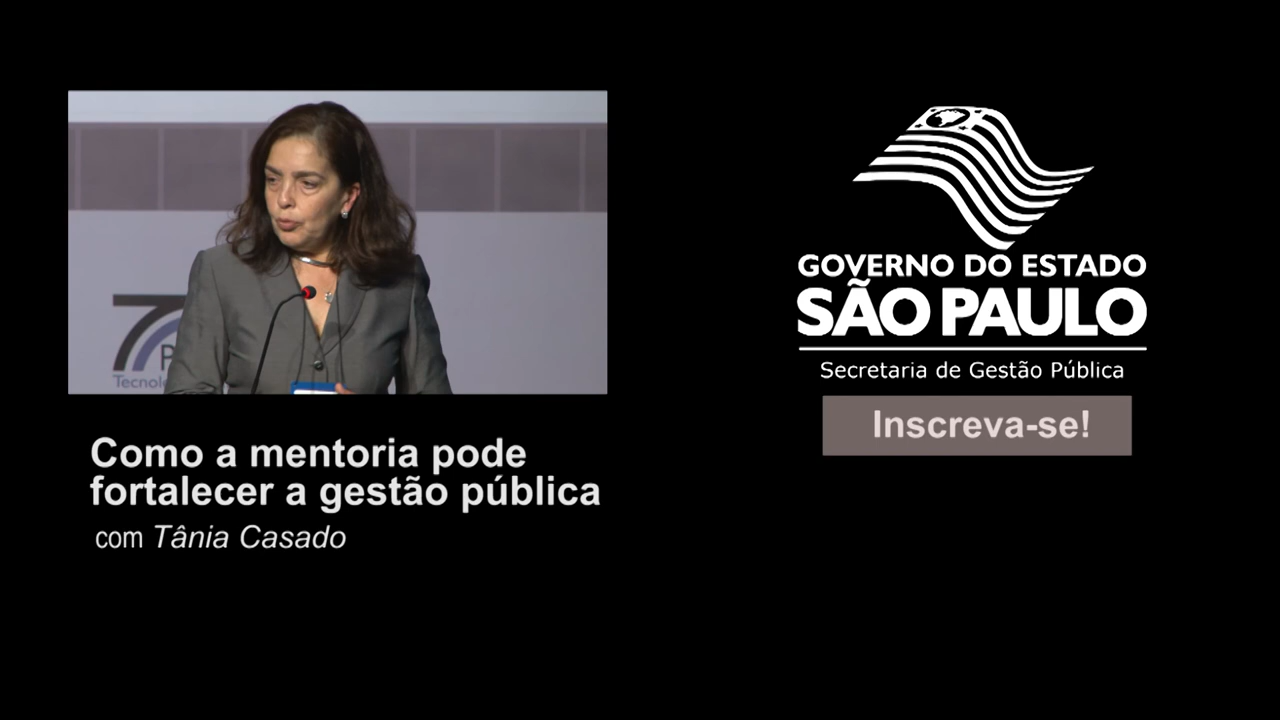 Como a mentoria pode
fortalecer a gestão pública
com Tânia Casado
GOVERNO DO ESTADO
SÃO PAULO
Secretaria de Gestão Pública
Inscreva-se!